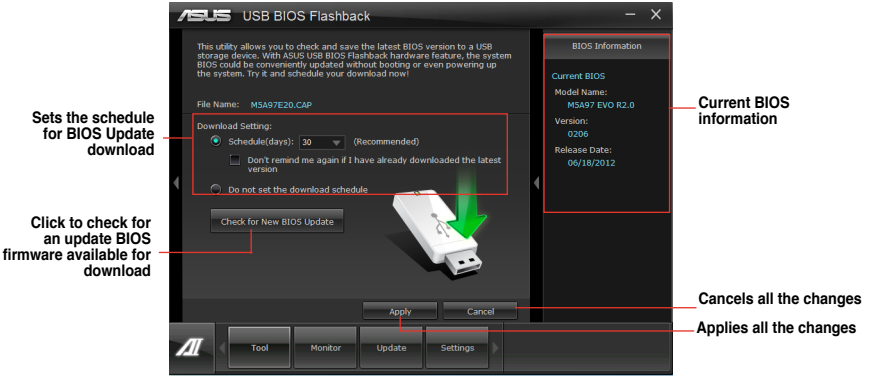 ASUS USB BIOS Flashback
This utility allows you to check and save the latest BIOS version to a USB
storage device. With ASUS USB BIOS Flashback hardware feature, the system
BIOS could be conveniently updated without booting or even powering up
the system. Try it and schedule your download now!
File Name: M5A97E20.CAP
Download Setting:
Schedule(days): 30 (Recommended)
Don't remind me again if I have already downloaded the latest
version
Do not set the download schedule
Check for New BIOS Update
Apply
Cancel
BIOS Information
Current BIOS
Model Name:
M5A97 EVO R2.0
Version:
0206
Release Date:
06/18/2012
Tool
Monitor
Update
Settings
Sets the schedule
for BIOS Update
download
Click to check for
an update BIOS
firmware available for
download
Current BIOS
information
Cancels all the changes
Applies all the changes